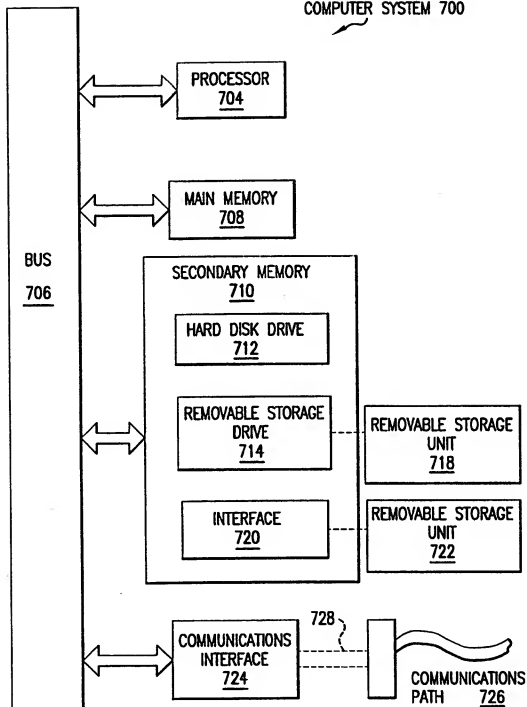 COMPUTER SYSTEM 700
PROCESSOR
704
MAIN MEMORY
708
BUS
706
SECONDARY MEMORY
710
HARD DISK DRIVE
712
REMOVABLE STORAGE
DRIVE
714
REMOVABLE STORAGE
UNIT
718
INTERFACE
720
REMOVABLE STORAGE
UNIT
722
728
COMMUNICATIONS
INTERFACE
724
COMMUNICATIONS
PATH 726